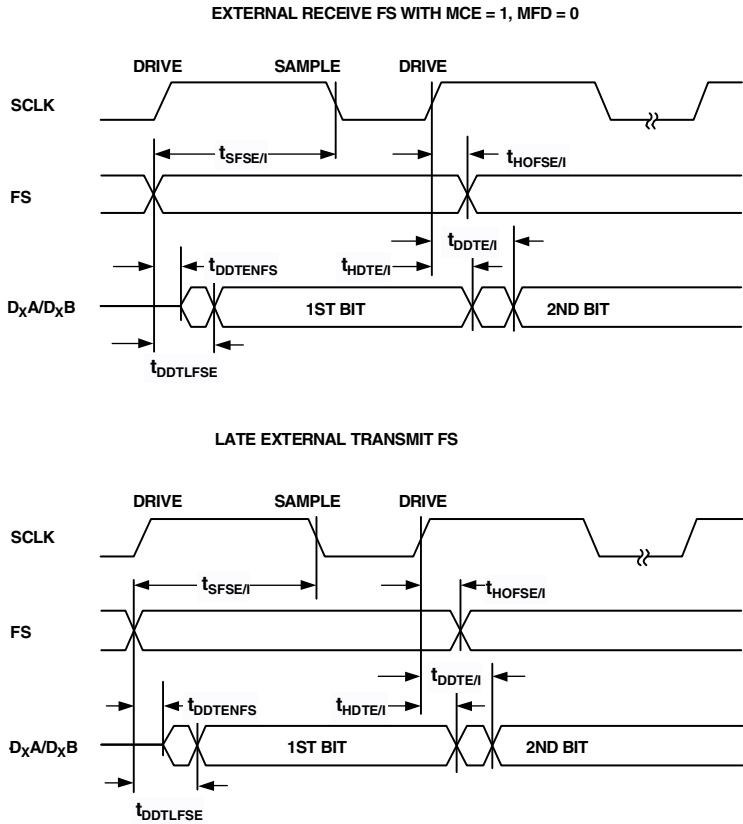 EXTERNAL RECEIVE FS WITH MCE = 1, MFD = 0
DRIVE SAMPLE DRIVE
SCLK
tSFSE/I tHOFSE/I
FS
tDDTE/I
tDDTENFS tHDTE/I
DXA/DXB 1ST BIT 2ND BIT
tDDTLFSE
LATE EXTERNAL TRANSMIT FS
DRIVE SAMPLE DRIVE
SCLK
tSFSE/I tHOFSE/I
FS
tDDTE/I
tDDTENFS tHDTE/I
DXA/DXB 1ST BIT 2ND BIT
tDDTLFSE